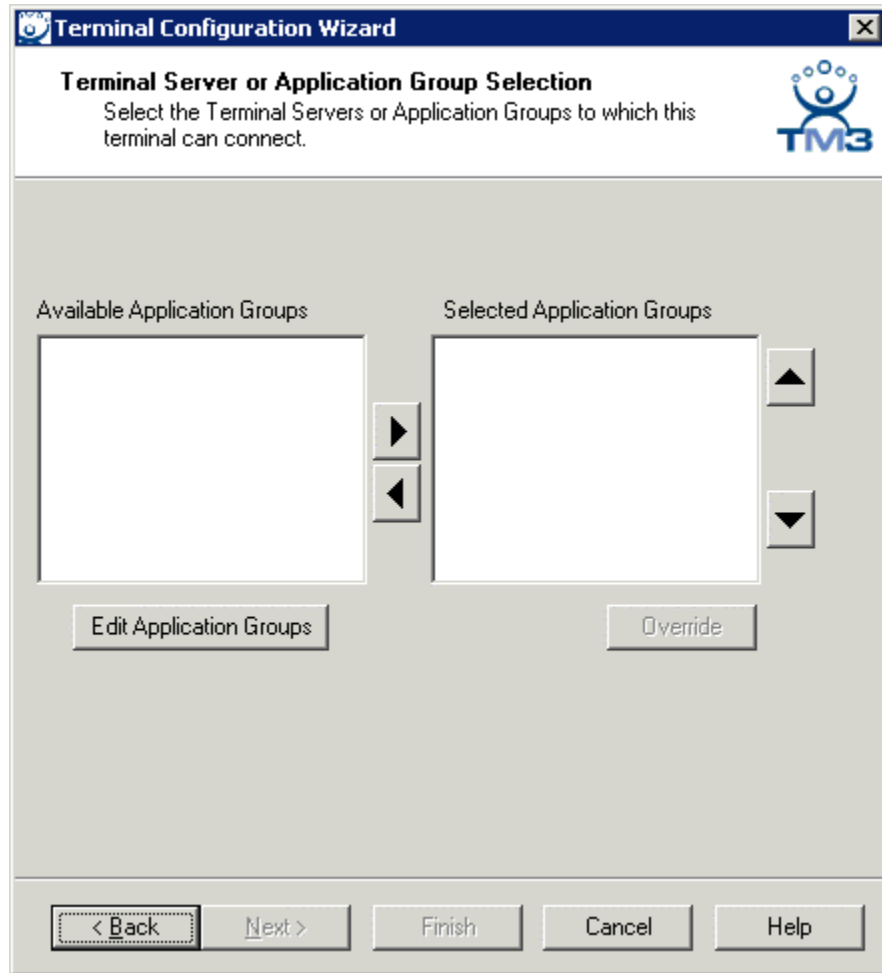 Terminal Configuration Wizard
Terminal Server or Application Group Selection
Select the Terminal Servers or Application Groups to which this
terminal can connect.
TM3
Available Application Groups
Selected Application Groups
Edit Application Groups
Override
< Back
Next >
Finish
Cancel
Help